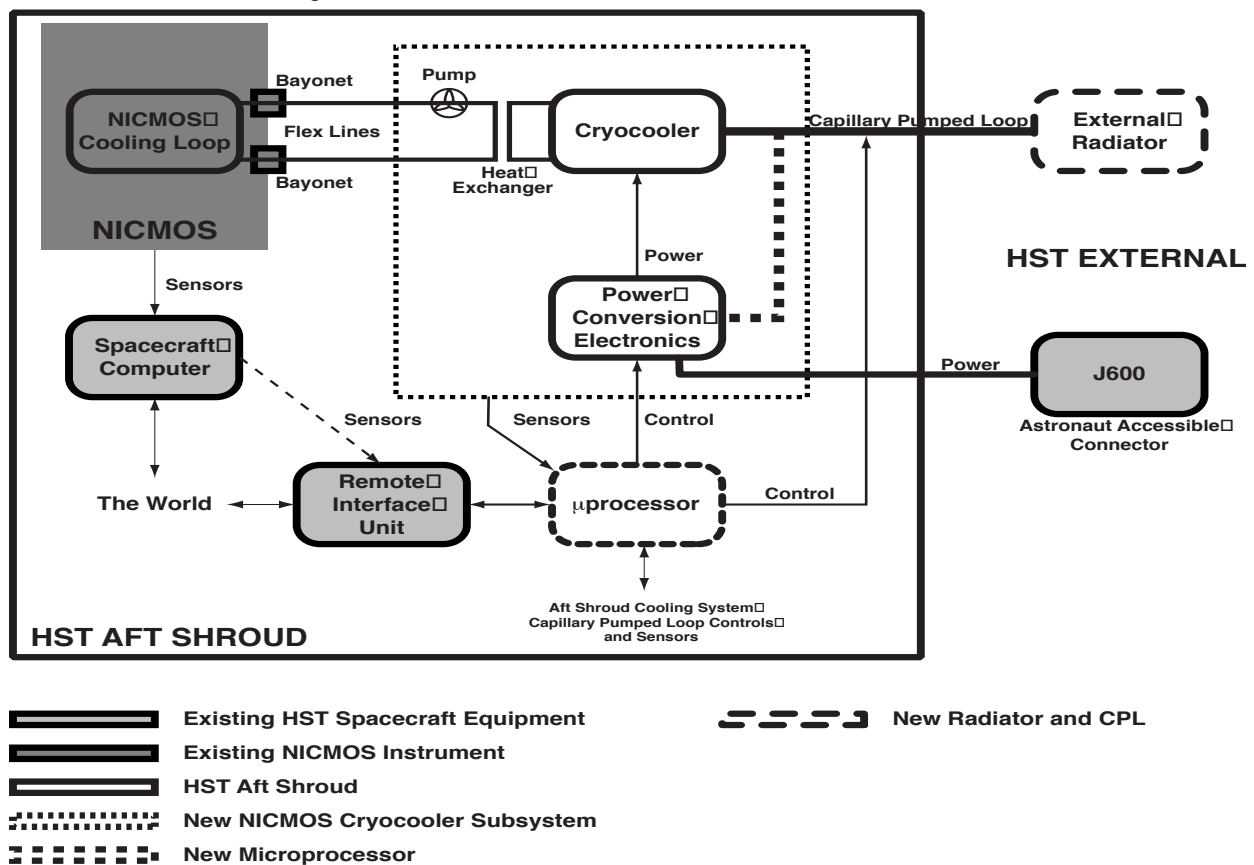 Bayonet
Pump
NICMOS
Cooling Loop
Flex Lines
Cryocooler
Capillary Pumped Loop
External
Radiator
Bayonet
Heat
Exchanger
NICMOS
Sensors
Power
HST EXTERNAL
Power
Conversion
Electronics
Spacecraft
Computer
Power
J600
Astronaut Accessible
Connector
Sensors
Sensors
Control
The World
Remote
Interface
Unit
μprocessor
Control
Aft Shroud Cooling System
Capillary Pumped Loop Controls
and Sensors
HST AFT SHROUD
Existing HST Spacecraft Equipment
New Radiator and CPL
Existing NICMOS Instrument
HST Aft Shroud
New NICMOS Cryocooler Subsystem
New Microprocessor